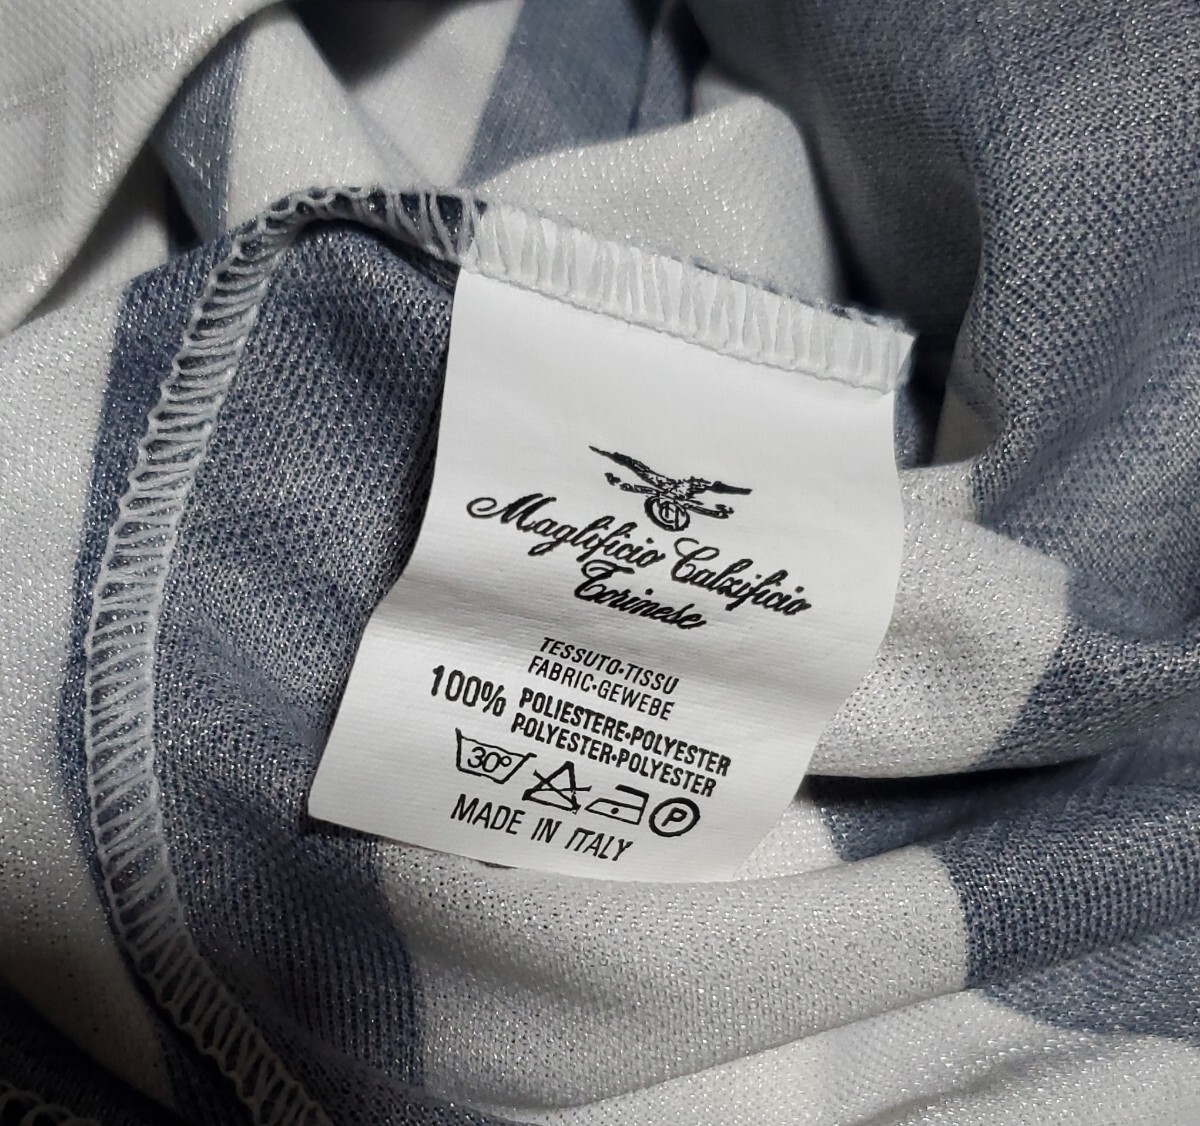 Maglificio Calzificio
Torinese
TESSUTO·TISSU
FABRIC·GEWEBE
100% POLIESTERE·POLYESTER
POLYESTER·POLYESTER
30° P
MADE IN ITALY